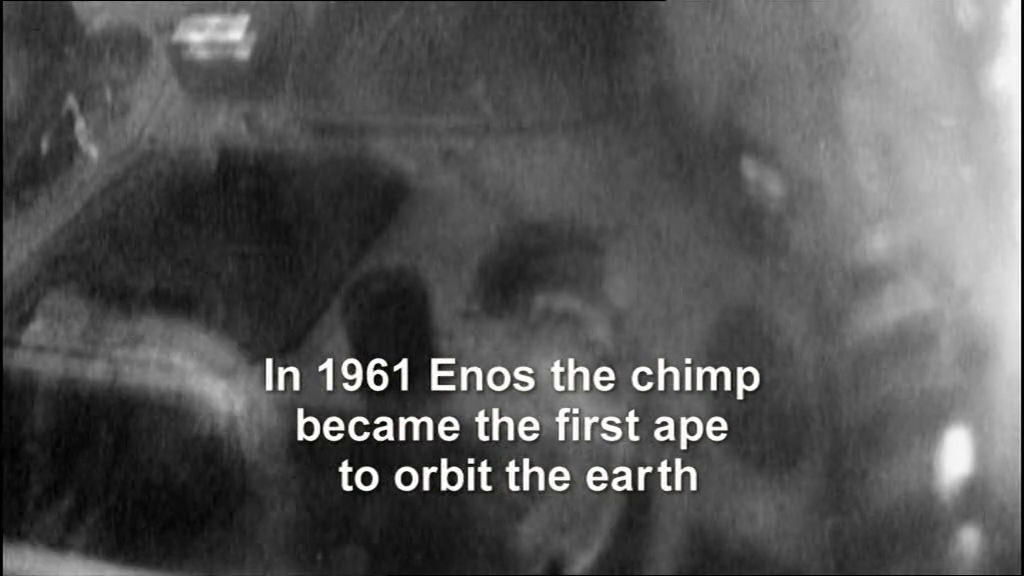 In 1961 Enos the chimp
became the first ape
to orbit the earth